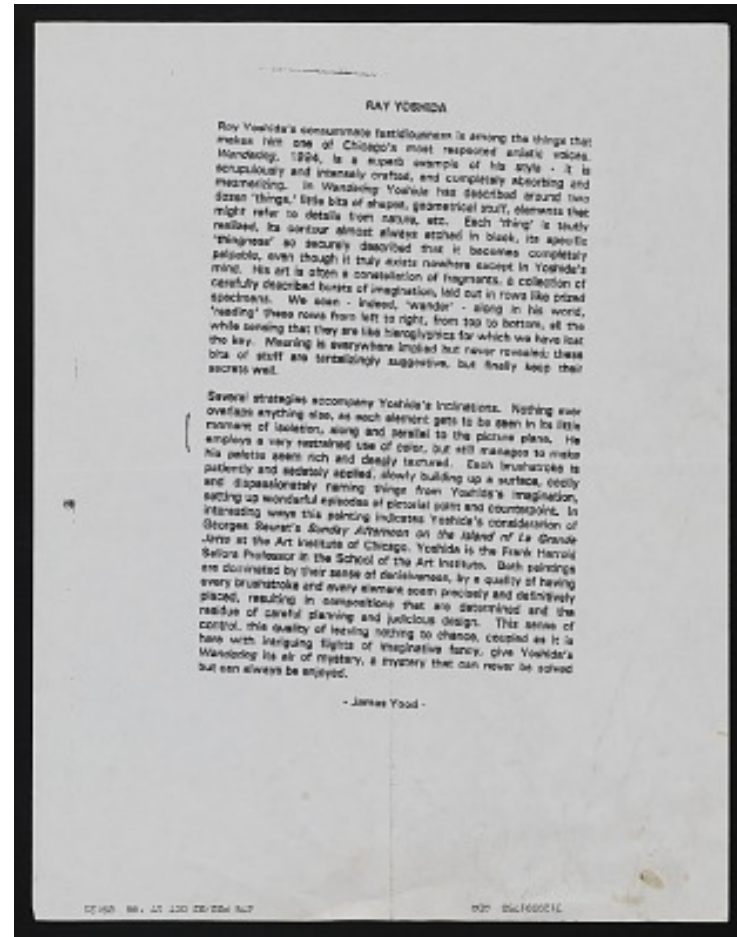 RAY YOSHIDA
Ray Yoshida's consummate fastidiousness is among the things that
makes him one of Chicago's most respected artistic voices.
Wandering, 1994, is a superb example of his style - it is
scrupulously and intensely crafted, and completely absorbing and
mesmerizing. In Wandering Yoshida has described around two
dozen 'things,' little bits of shapes, geometrical stuff, elements that
might refer to details from nature, etc. Each 'thing' is tautly
realized, its contour almost always etched in black, its specific
'thingness' so securely described that it becomes completely
palpable, even though it truly exists nowhere except in Yoshida's
mind. His art is often a constellation of fragments, a collection of
carefully described bursts of imagination, laid out in rows like prized
specimens. We scan - indeed, 'wander' - along in his world,
'reading' these rows from left to right, from top to bottom, all the
while sensing that they are like hieroglyphics for which we have lost
the key. Meaning is everywhere implied but never revealed; these
bits of stuff are tantalizingly suggestive, but finally keep their
secrets well.
Several strategies accompany Yoshida's inclinations. Nothing ever
overlaps anything else, as each element gets to be seen in its little
moment of isolation, along and parallel to the picture plane. He
employs a very restrained use of color, but still manages to make
his palette seem rich and deeply textured. Each brushstroke is
patiently and sedately applied, slowly building up a surface, coolly
and dispassionately naming things from Yoshida's imagination,
setting up wonderful episodes of pictorial point and counterpoint. In
interesting ways this painting indicates Yoshida's consideration of
Georges Seurat's Sunday Afternoon on the Island of La Grande
Jatte at the Art Institute of Chicago. Yoshida is the Frank Harrold
Sellers Professor in the School of the Art Institute. Both paintings
are dominated by their sense of decisiveness, by a quality of having
every brushstroke and every element seem precisely and definitively
placed, resulting in compositions that are determined and the
residue of careful planning and judicious design. This sense of
control, this quality of leaving nothing to chance, coupled as it is
here with intriguing flights of imaginative fancy, give Yoshida's
Wandering its air of mystery, a mystery that can never be solved
but can always be enjoyed.
- James Yood -